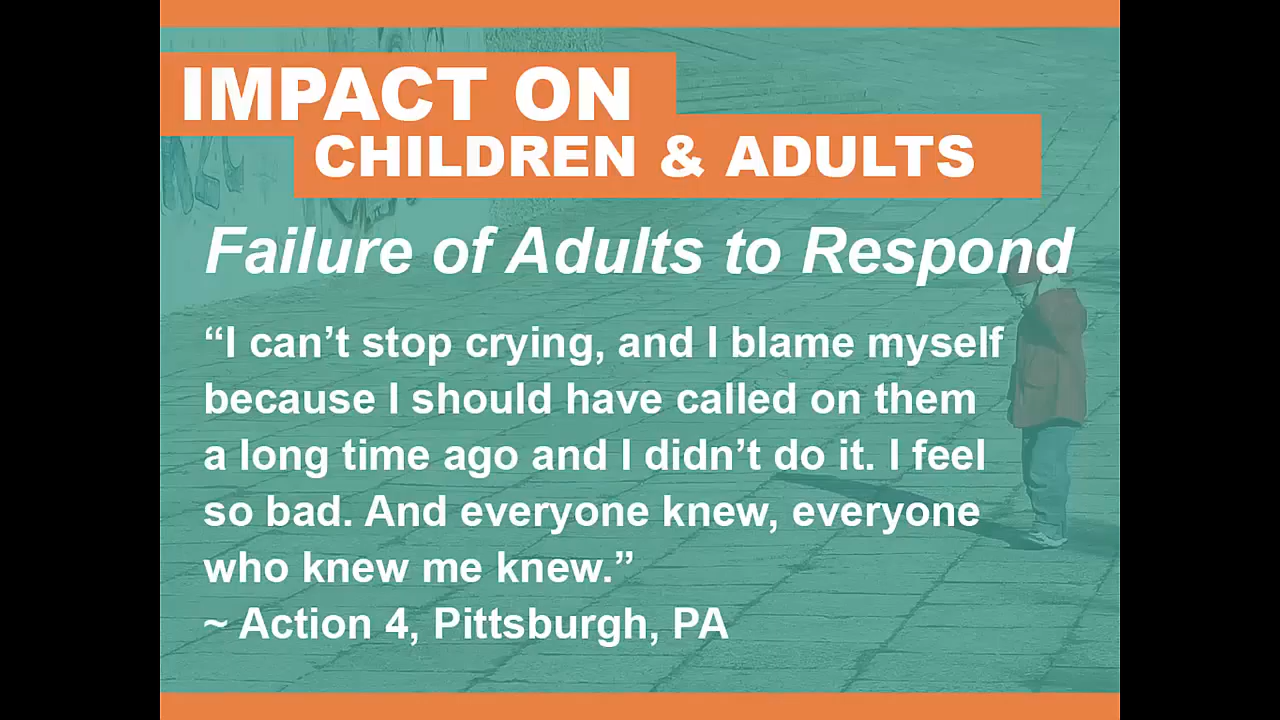 IMPACT ON
CHILDREN & ADULTS
Failure of Adults to Respond
“I can’t stop crying, and I blame myself
because I should have called on them
a long time ago and I didn’t do it. I feel
so bad. And everyone knew, everyone
who knew me knew.”
~ Action 4, Pittsburgh, PA